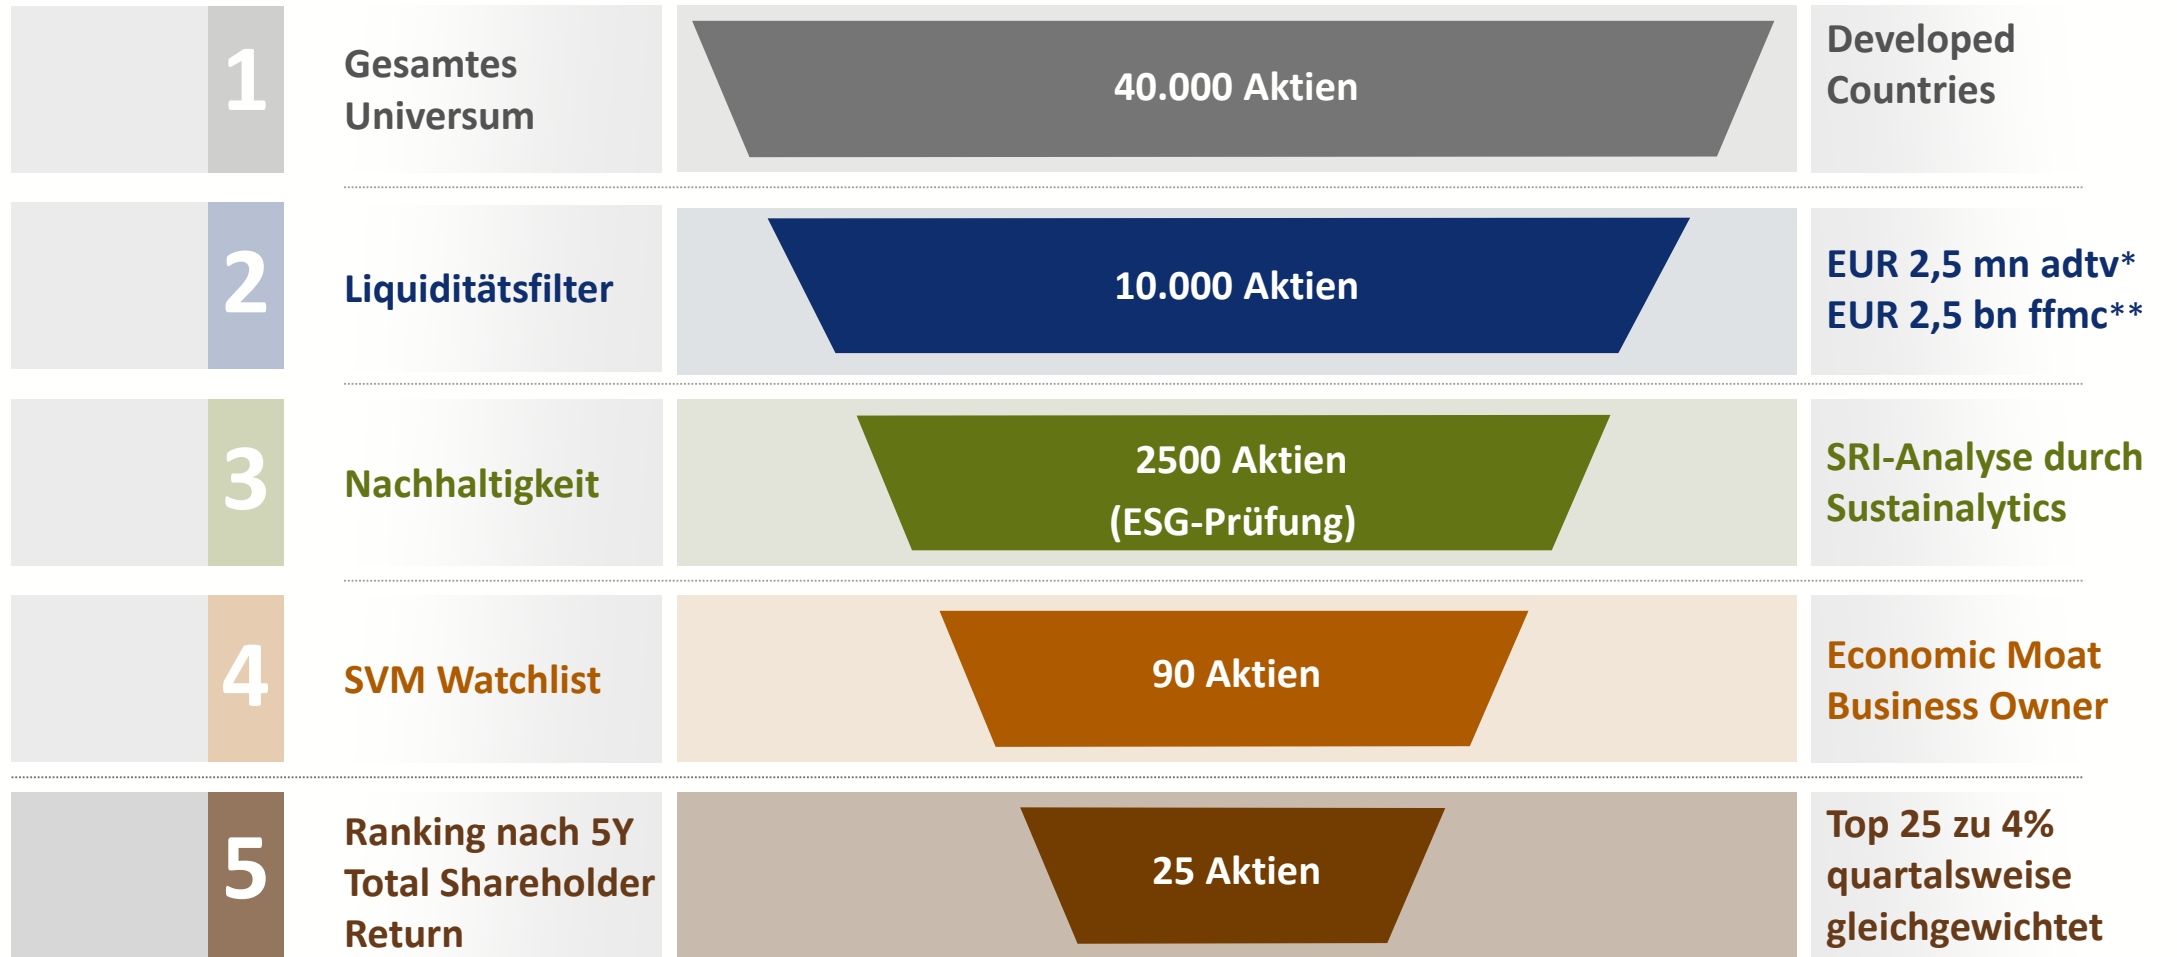 1
Gesamtes
Universum
40.000 Aktien
Developed
Countries
2
Liquiditätsfilter
10.000 Aktien
EUR 2,5 mn adtv*
EUR 2,5 bn ffmc**
3
Nachhaltigkeit
2500 Aktien
(ESG-Prüfung)
SRI-Analyse durch
Sustainalytics
4
SVM Watchlist
90 Aktien
Economic Moat
Business Owner
5
Ranking nach 5Y
Total Shareholder
Return
25 Aktien
Top 25 zu 4%
quartalsweise
gleichgewichtet